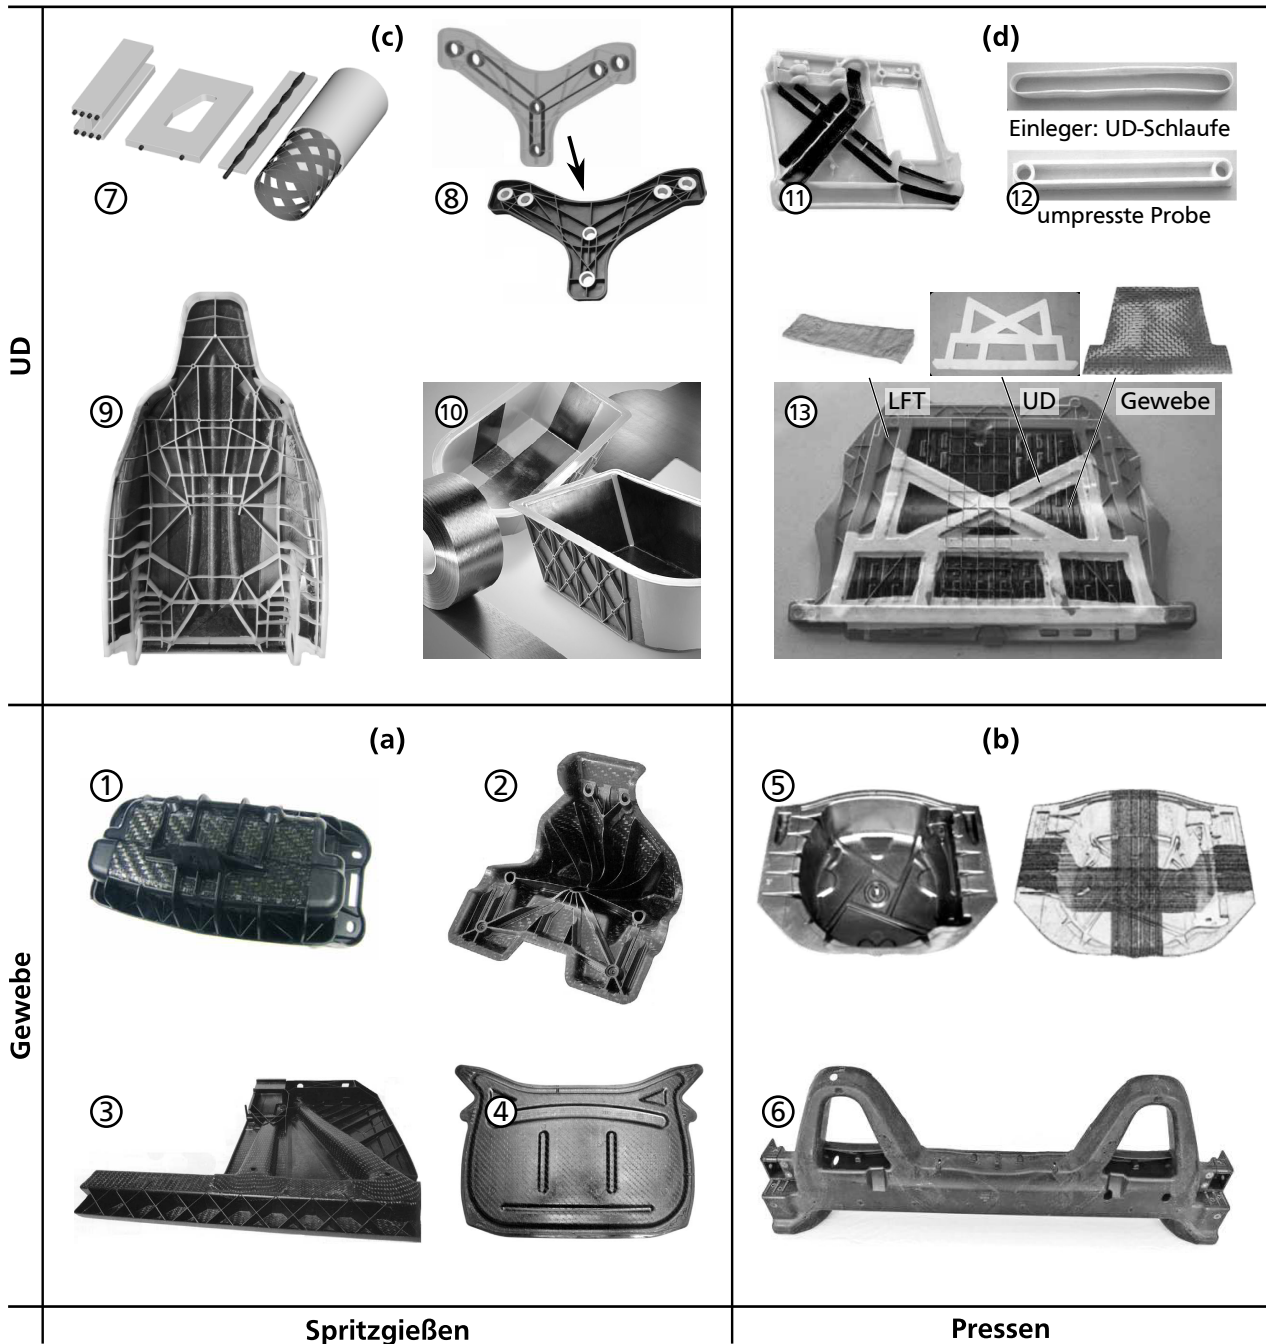 (c)
(d)
7
8
11
Einleger: UD-Schlaufe
12
umpresste Probe
UD
9
10
13
LFT
UD
Gewebe
(a)
(b)
1
2
5
Gewebe
3
4
6
Spritzgießen
Pressen